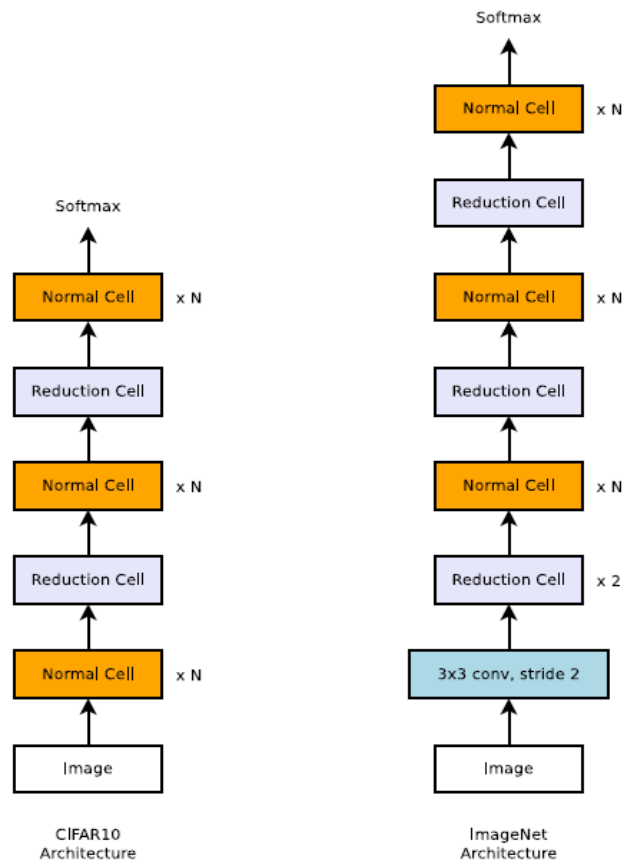 Softmax
Normal Cell
x N
Reduction Cell
Normal Cell
x N
Reduction Cell
Normal Cell
x N
Image
CIFAR10
Architecture
Softmax
Normal Cell
x N
Reduction Cell
Normal Cell
x N
Reduction Cell
Normal Cell
x N
Reduction Cell
x 2
3x3 conv, stride 2
Image
ImageNet
Architecture